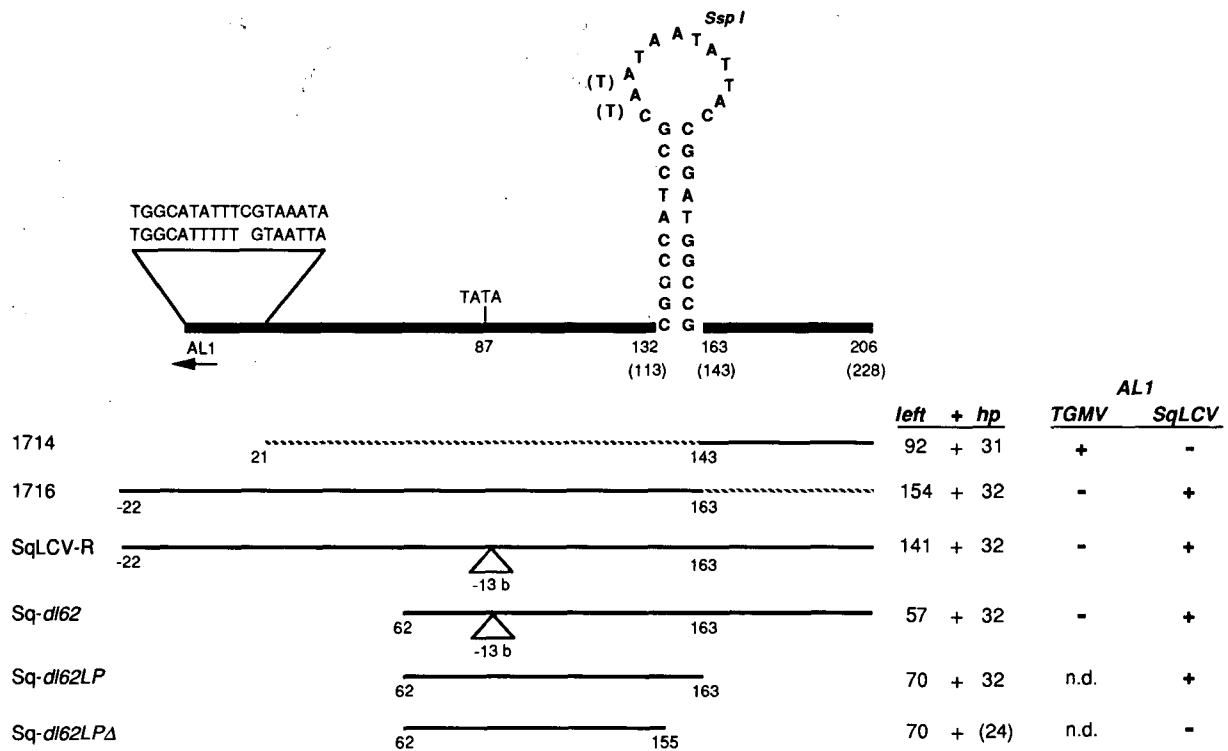 Ssp I
A A T
T A
(T) A T
(T) A T
C C A
G C
C G
C G
T A
A T
C G
C G
G C
G C
C G
TGGCATATTTCGTAAATA
TGGCATTTTT GTAATTA
TATA
AL1 87 132 163 206
(113) (143) (228)
AL1
left + hp TGMV SqLCV
1714 21 143 92 + 31 + -
1716 -22 163 154 + 32 - +
SqLCV-R -22 -13 b 163 141 + 32 - +
Sq-dl62 62 -13 b 163 57 + 32 - +
Sq-dl62LP 62 163 70 + 32 n.d. +
Sq-dl62LPΔ 62 155 70 + (24) n.d. -